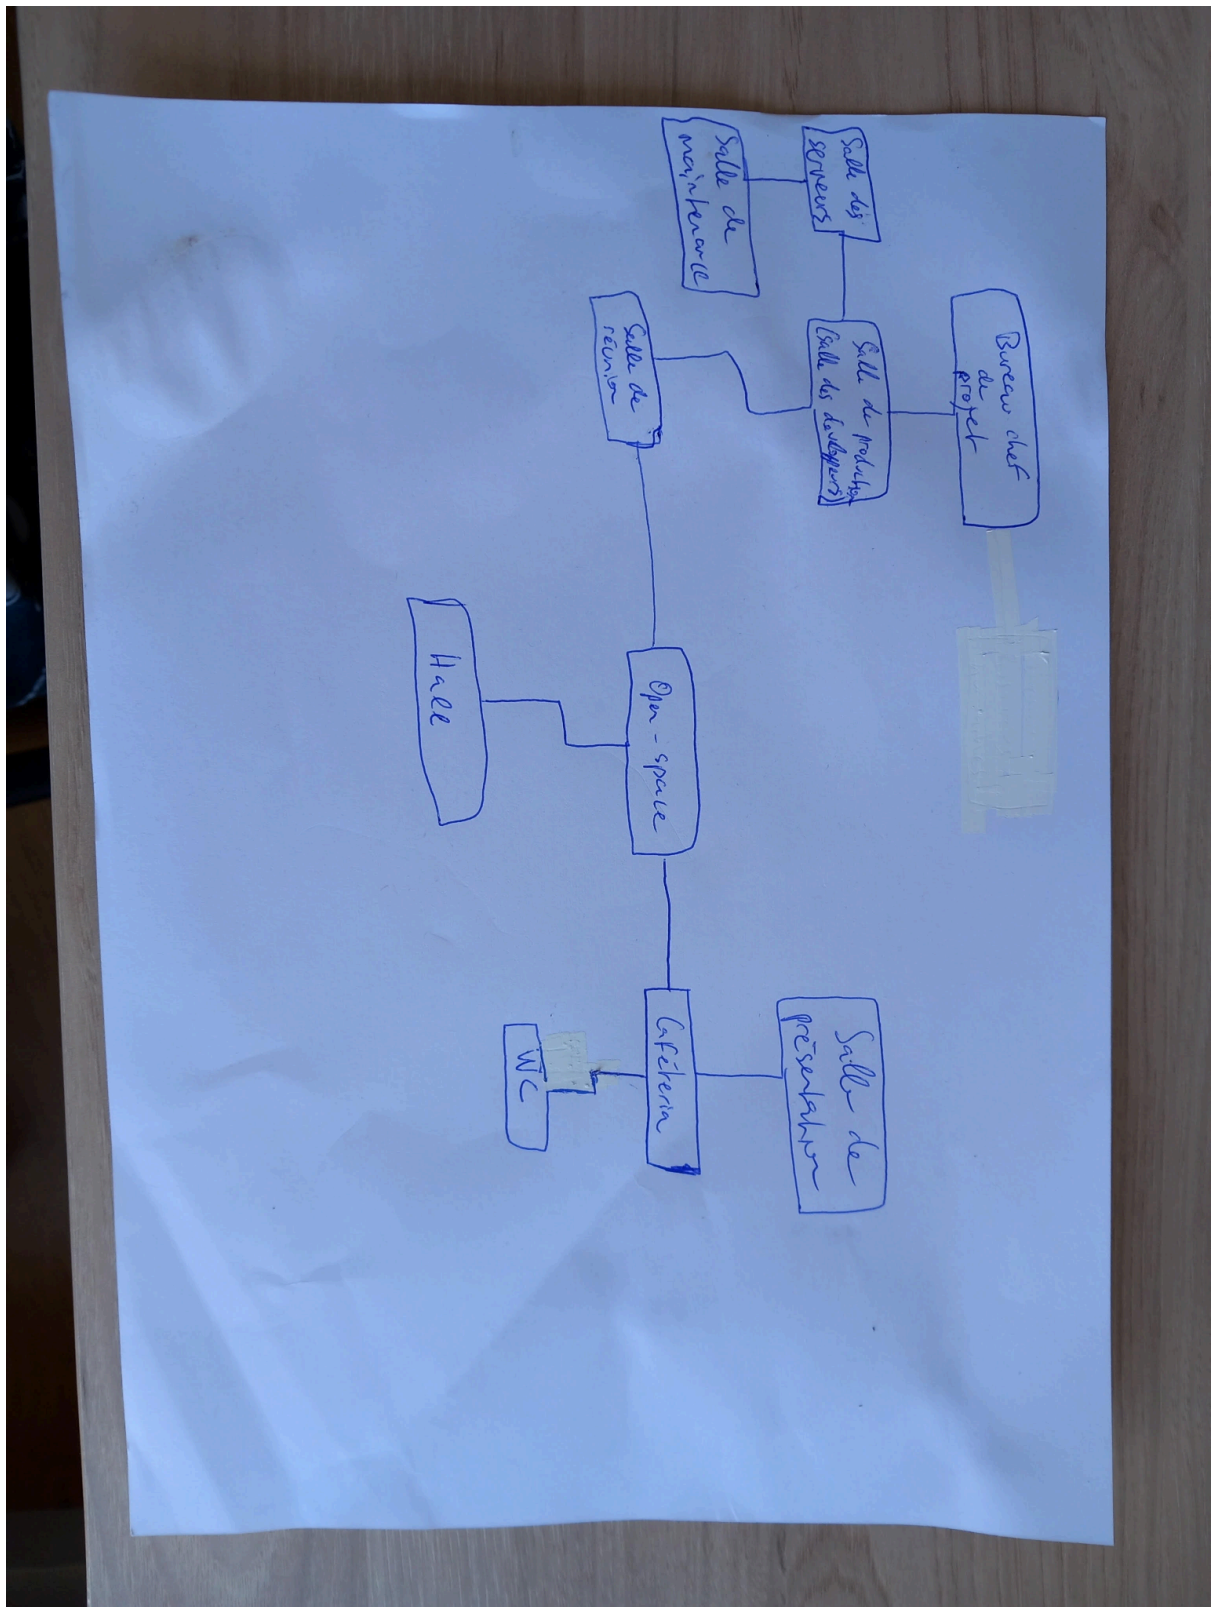 Bureau chef
de
projet
Salle des
serveurs
Salle de production
(Salle des développeurs)
Salle de
maintenance
Salle de
réunion
Open-space
Hall
Salle de
présentation
Caféteria
WC